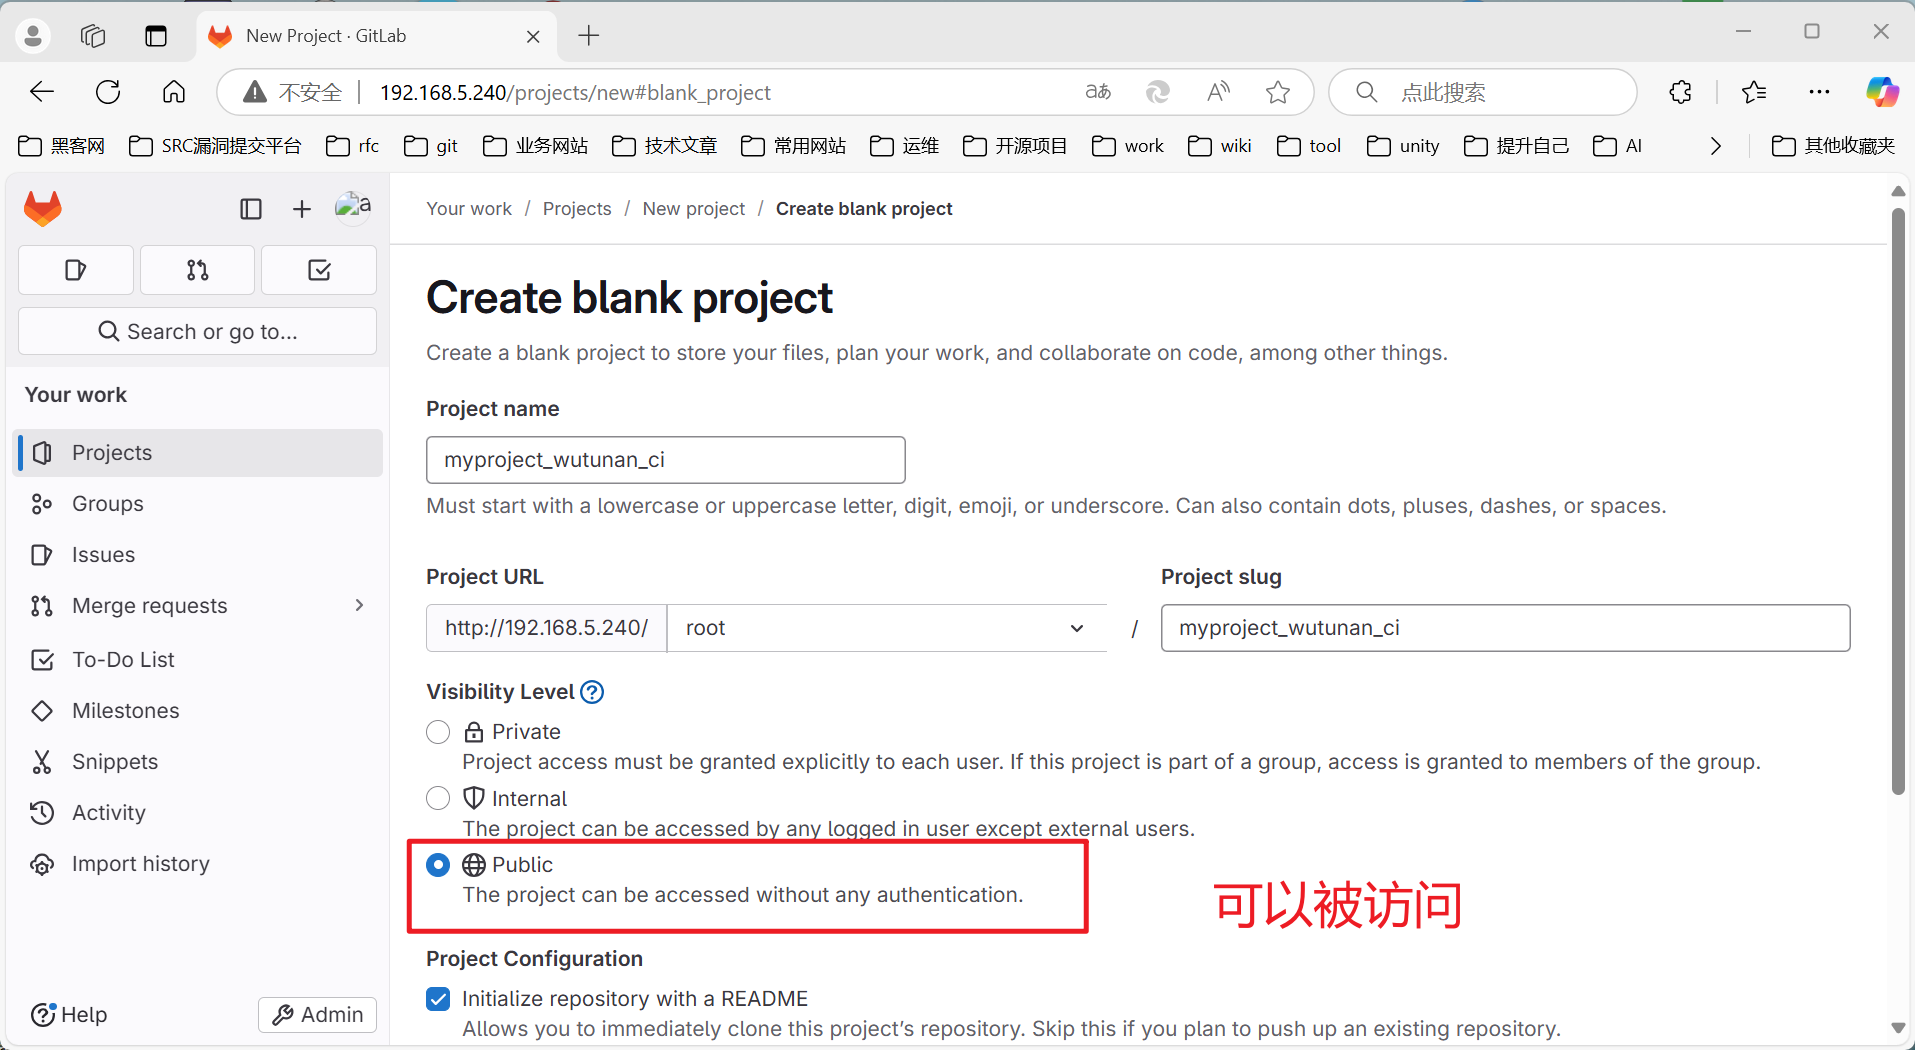 New Project · GitLab
不安全
192.168.5.240/projects/new#blank_project
aあ
点此搜索
黑客网
SRC漏洞提交平台
rfc
git
业务网站
技术文章
常用网站
运维
开源项目
work
wiki
tool
unity
提升自己
AI
其他收藏夹
a
Search or go to...
Your work
Projects
Groups
Issues
Merge requests
To-Do List
Milestones
Snippets
Activity
Import history
Help
Admin
Your work / Projects / New project / Create blank project
Create blank project
Create a blank project to store your files, plan your work, and collaborate on code, among other things.
Project name
myproject_wutunan_ci
Must start with a lowercase or uppercase letter, digit, emoji, or underscore. Can also contain dots, pluses, dashes, or spaces.
Project URL
http://192.168.5.240/
root
/
Project slug
myproject_wutunan_ci
Visibility Level
Private
Project access must be granted explicitly to each user. If this project is part of a group, access is granted to members of the group.
Internal
The project can be accessed by any logged in user except external users.
Public
The project can be accessed without any authentication.
可以被访问
Project Configuration
Initialize repository with a README
Allows you to immediately clone this project’s repository. Skip this if you plan to push up an existing repository.